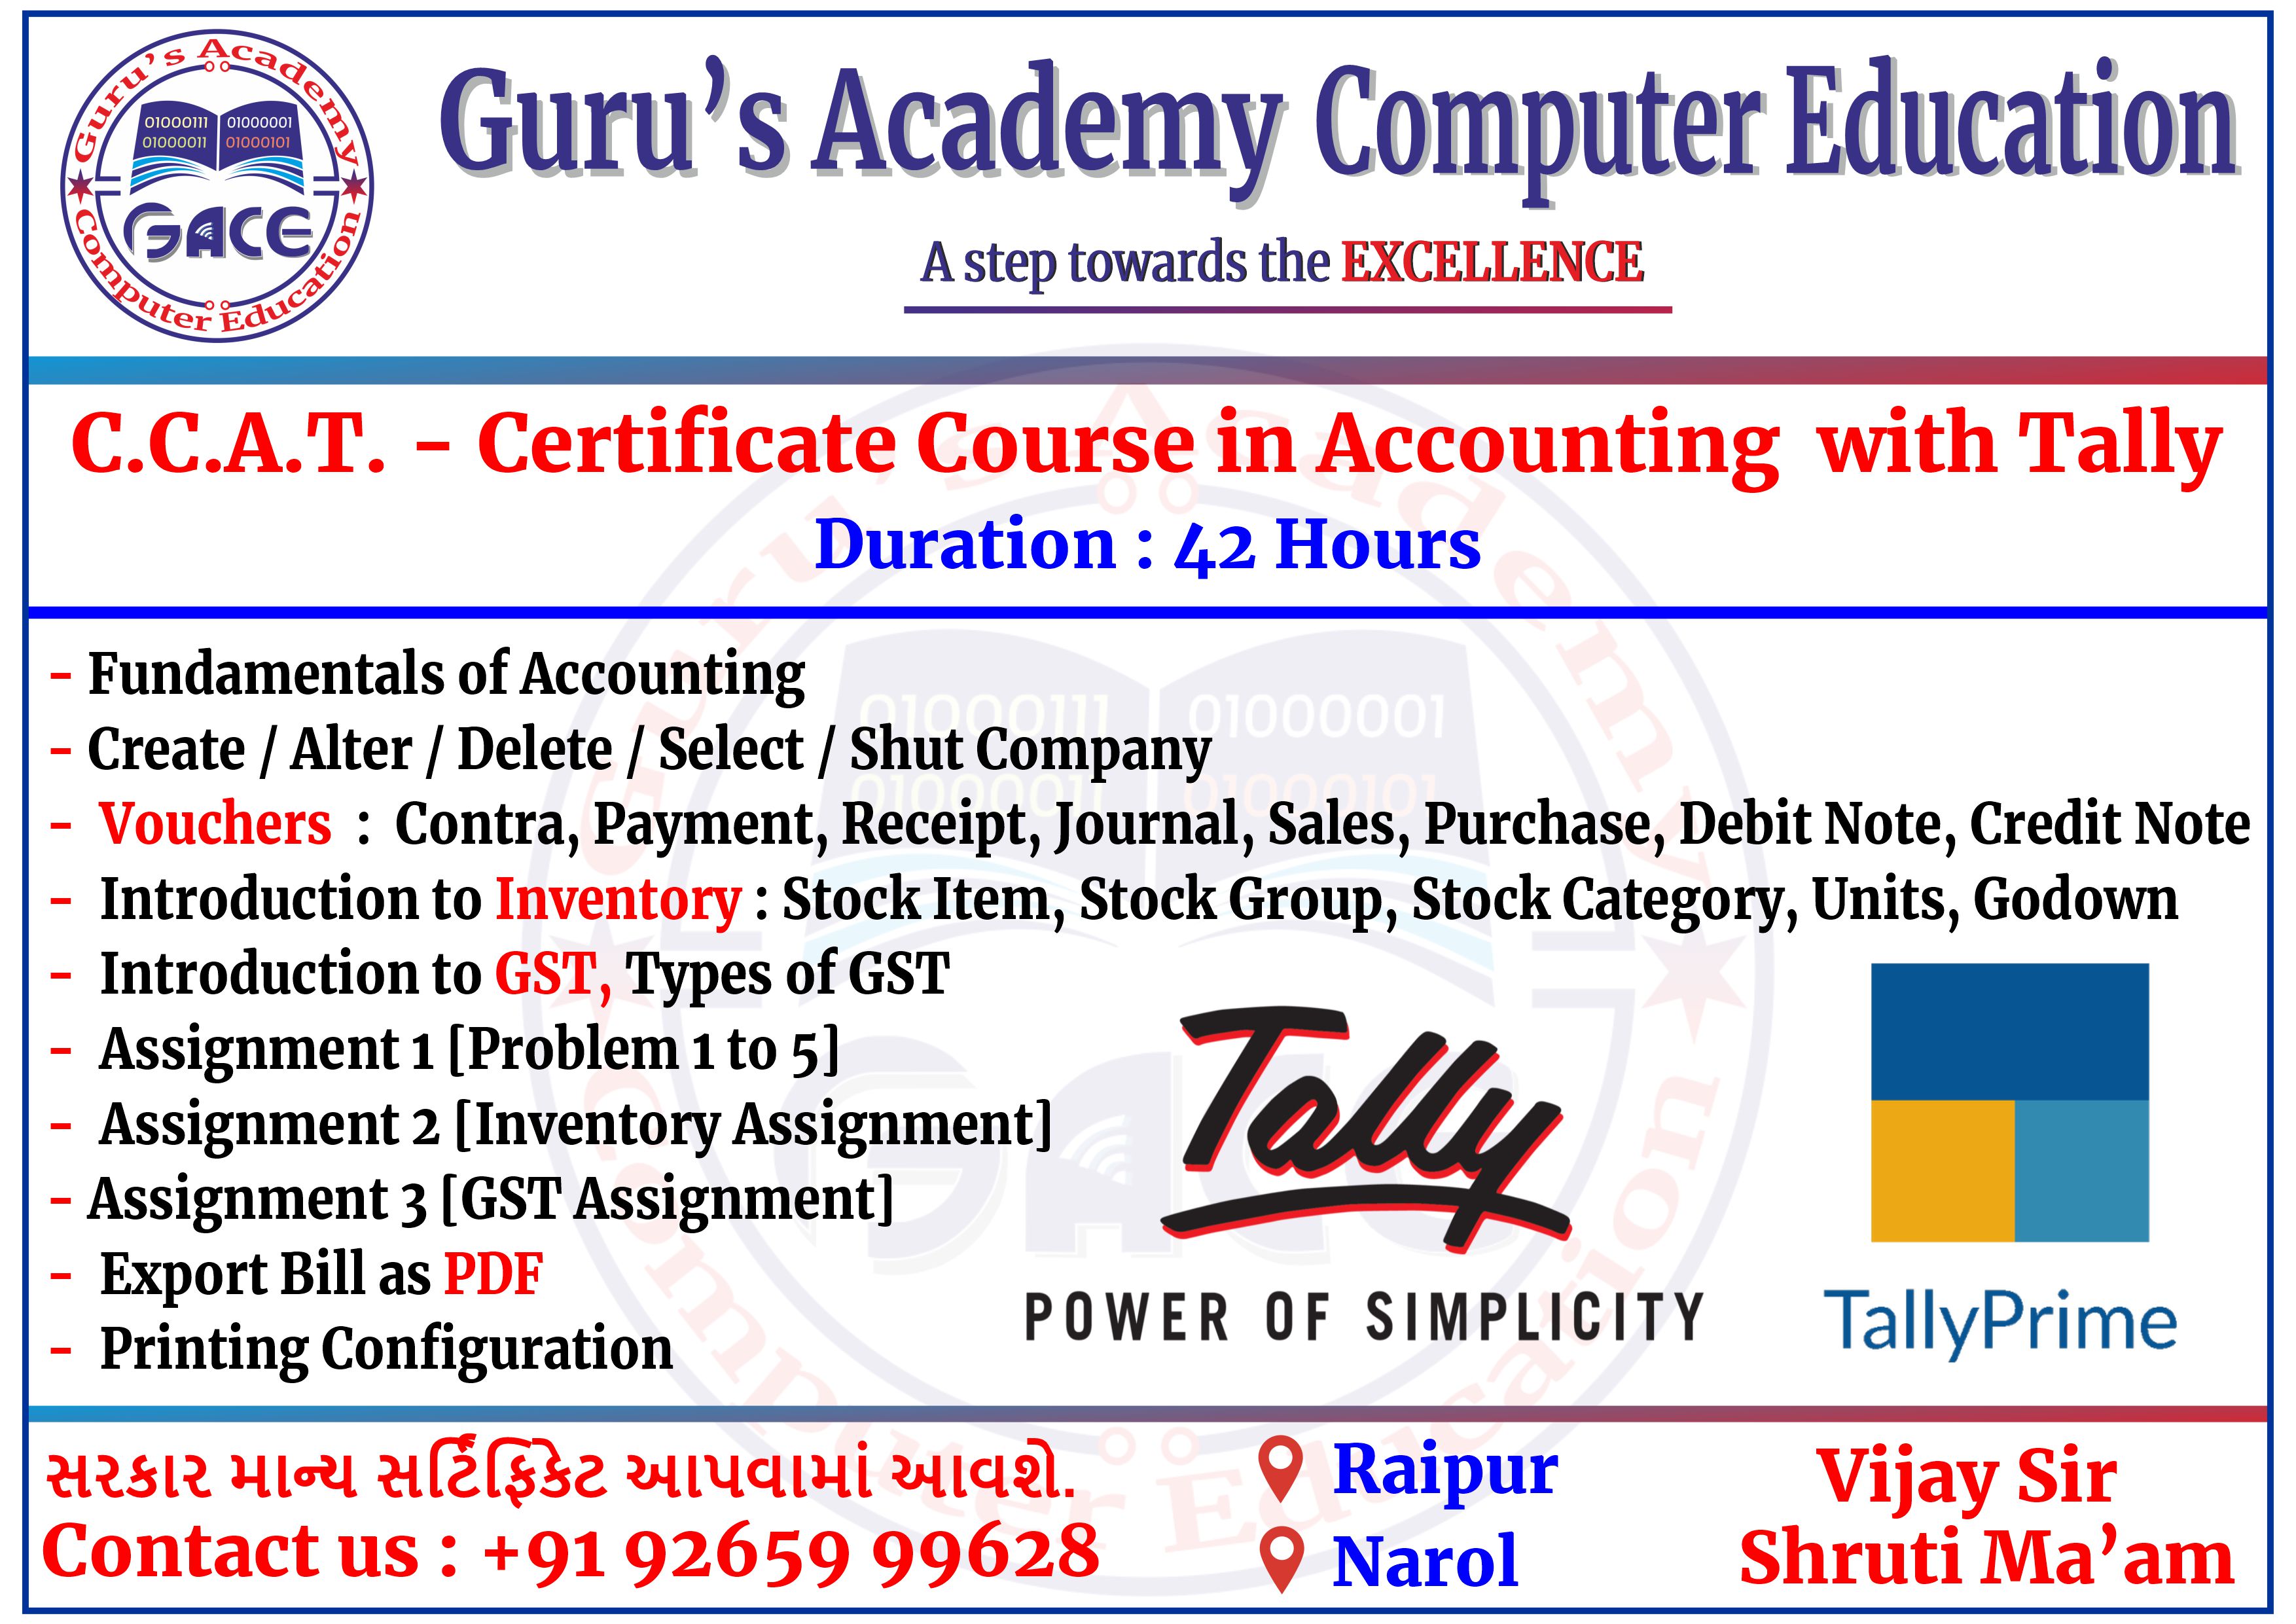 Guru's Academy
01000111 01000001
01000011 01000101
GACE
Computer Education
Guru's Academy Computer Education
A step towards the EXCELLENCE
C.C.A.T. - Certificate Course in Accounting with Tally
Duration : 42 Hours
- Fundamentals of Accounting
- Create / Alter / Delete / Select / Shut Company
- Vouchers : Contra, Payment, Receipt, Journal, Sales, Purchase, Debit Note, Credit Note
- Introduction to Inventory : Stock Item, Stock Group, Stock Category, Units, Godown
- Introduction to GST, Types of GST
- Assignment 1 [Problem 1 to 5]
- Assignment 2 [Inventory Assignment]
- Assignment 3 [GST Assignment]
- Export Bill as PDF
- Printing Configuration
Tally
POWER OF SIMPLICITY
TallyPrime
સરકાર માન્ય સર્ટિફિકેટ આપવામાં આવશે.
Contact us : +91 92659 99628
Raipur
Narol
Vijay Sir
Shruti Ma'am